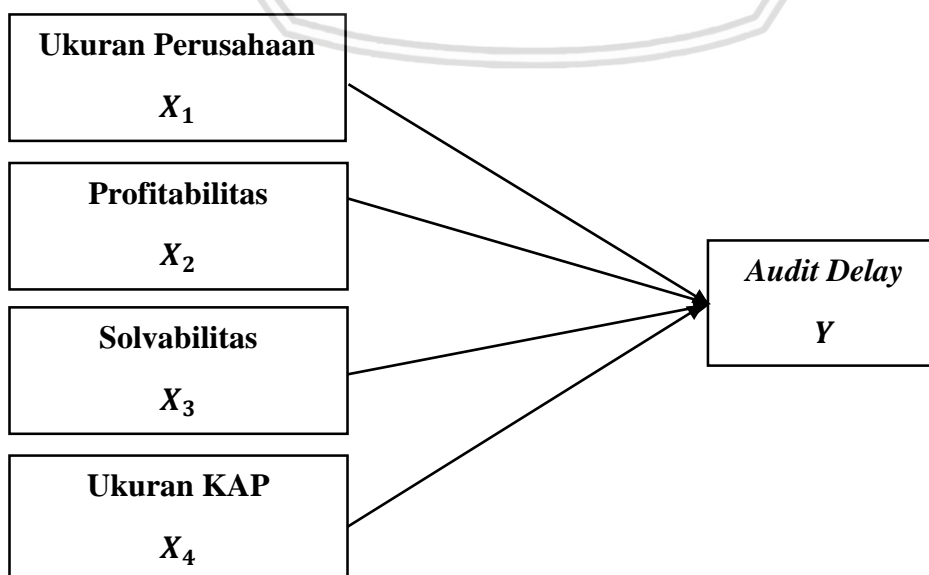 Ukuran Perusahaan
X₁
Profitabilitas
X₂
Solvabilitas
X₃
Ukuran KAP
X₄
Audit Delay
Y